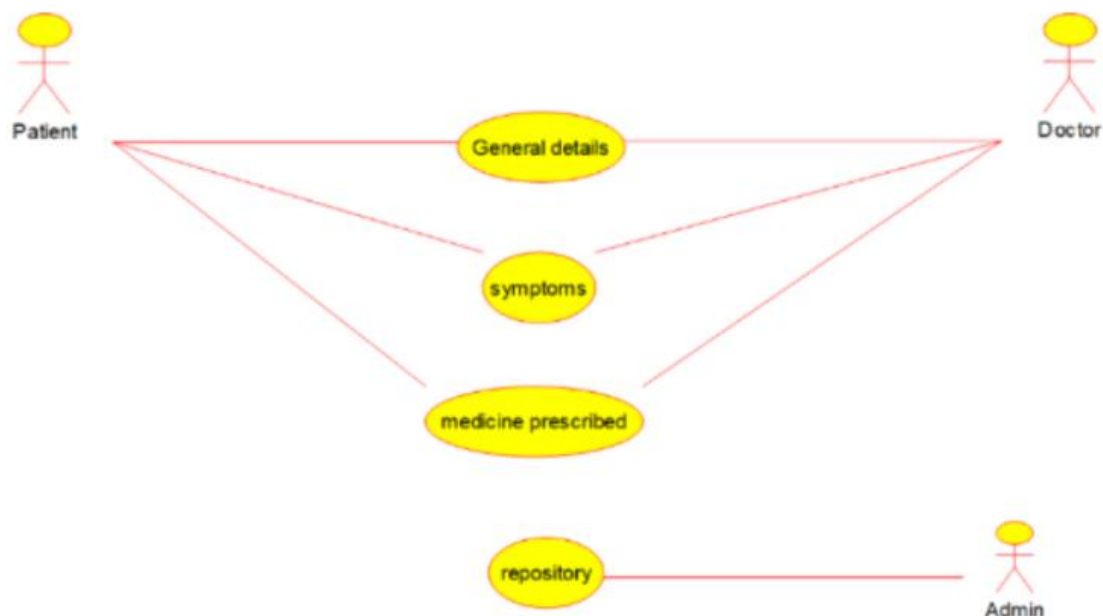 Patient
Doctor
General details
symptoms
medicine prescribed
repository
Admin